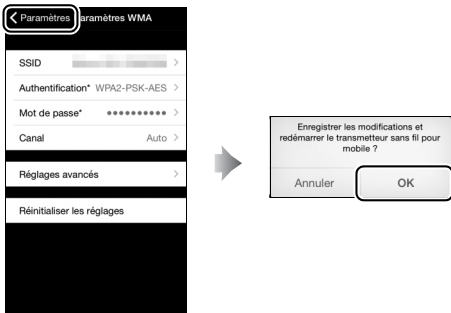 Paramètres
Paramètres WMA
SSID
Authentification* WPA2-PSK-AES
Mot de passe* ••••••••••
Canal Auto
Réglages avancés
Réinitialiser les réglages
Enregistrer les modifications et
redémarrer le transmetteur sans fil pour
mobile ?
Annuler OK